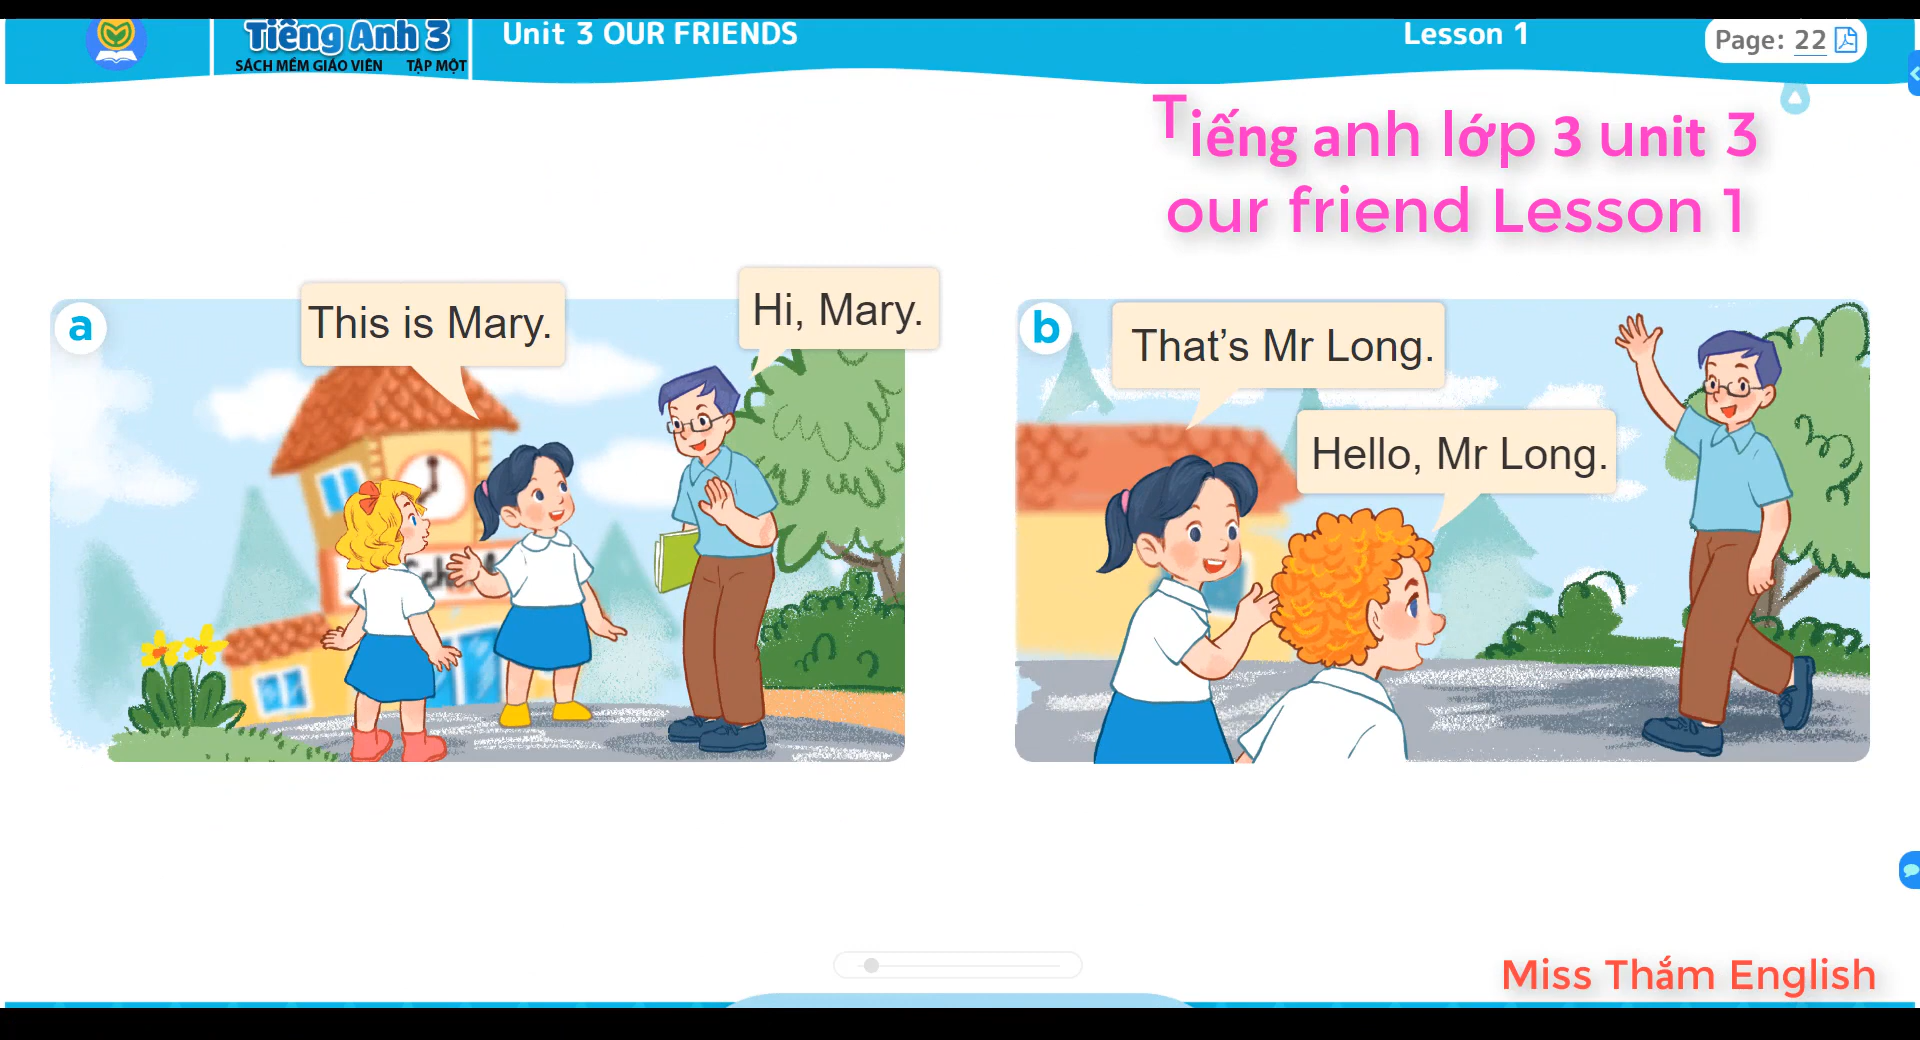 Tiếng Anh 3
SÁCH MỀM GIÁO VIÊN TẬP MỘT
Unit 3 OUR FRIENDS
Lesson 1
Page: 22
Tiếng anh lớp 3 unit 3
our friend Lesson 1
a
This is Mary.
Hi, Mary.
b
That's Mr Long.
Hello, Mr Long.
Miss Thắm English